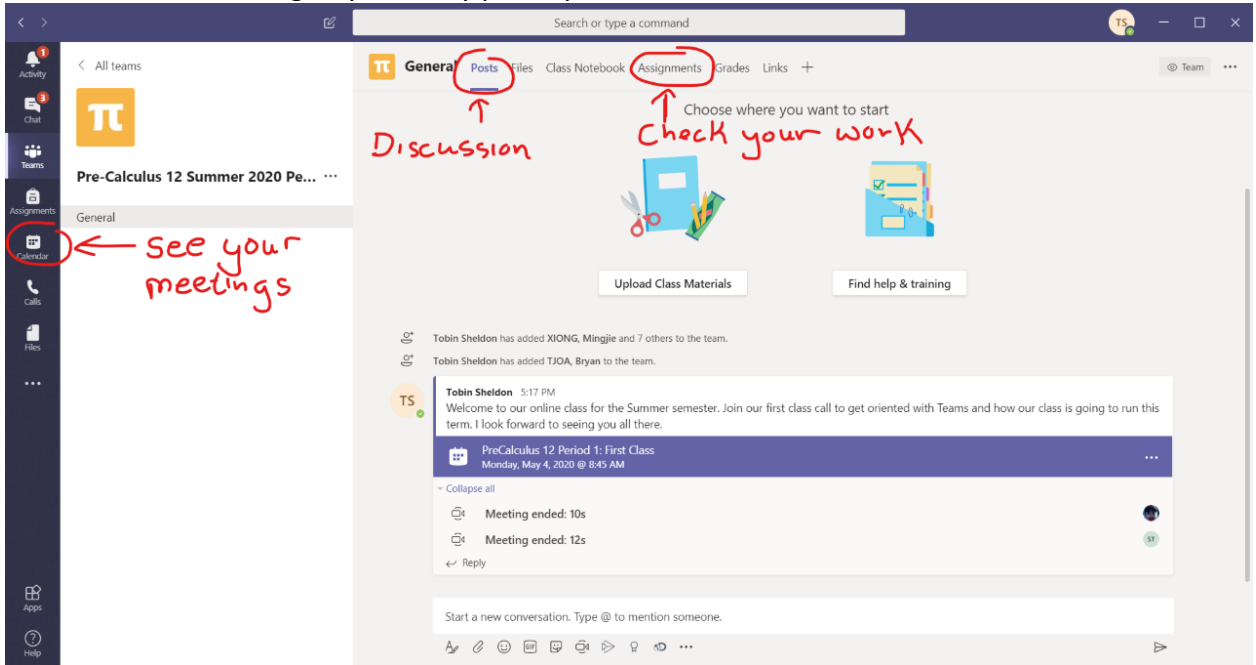 Search or type a command
TS
1
Activity
3
Chat
Teams
Assignments
Calendar
Calls
Files
Apps
Help
All teams
π
Pre-Calculus 12 Summer 2020 Pe... ...
General
see your
meetings
π General Posts Files Class Notebook Assignments Grades Links +
Team ...
Discussion
Check your work
Choose where you want to start
Upload Class Materials
Find help & training
Tobin Sheldon has added XIONG, Mingjie and 7 others to the team.
Tobin Sheldon has added TJOA, Bryan to the team.
TS
Tobin Sheldon 5:17 PM
Welcome to our online class for the Summer semester. Join our first class call to get oriented with Teams and how our class is going to run this
term. I look forward to seeing you all there.
PreCalculus 12 Period 1: First Class
Monday, May 4, 2020 @ 8:45 AM
Collapse all
Meeting ended: 10s
Meeting ended: 12s
ST
Reply
Start a new conversation. Type @ to mention someone.
GIF